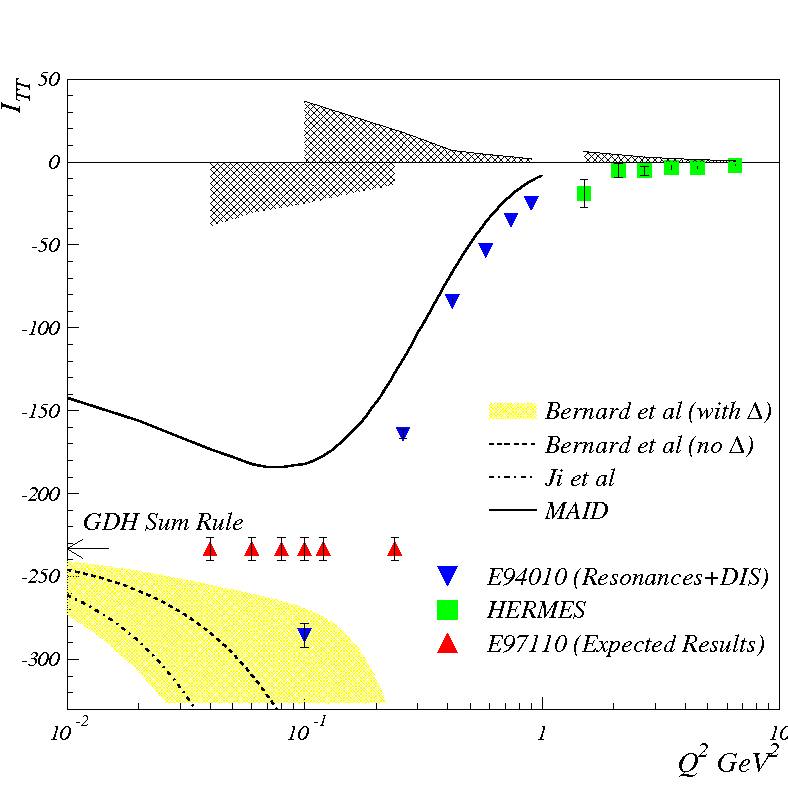 I_TT
50
0
-50
-100
-150
-200
-250
-300
GDH Sum Rule
Bernard et al (with Δ)
Bernard et al (no Δ)
Ji et al
MAID
E94010 (Resonances+DIS)
HERMES
E97110 (Expected Results)
10^-2 10^-1 1 10
Q^2 GeV^2